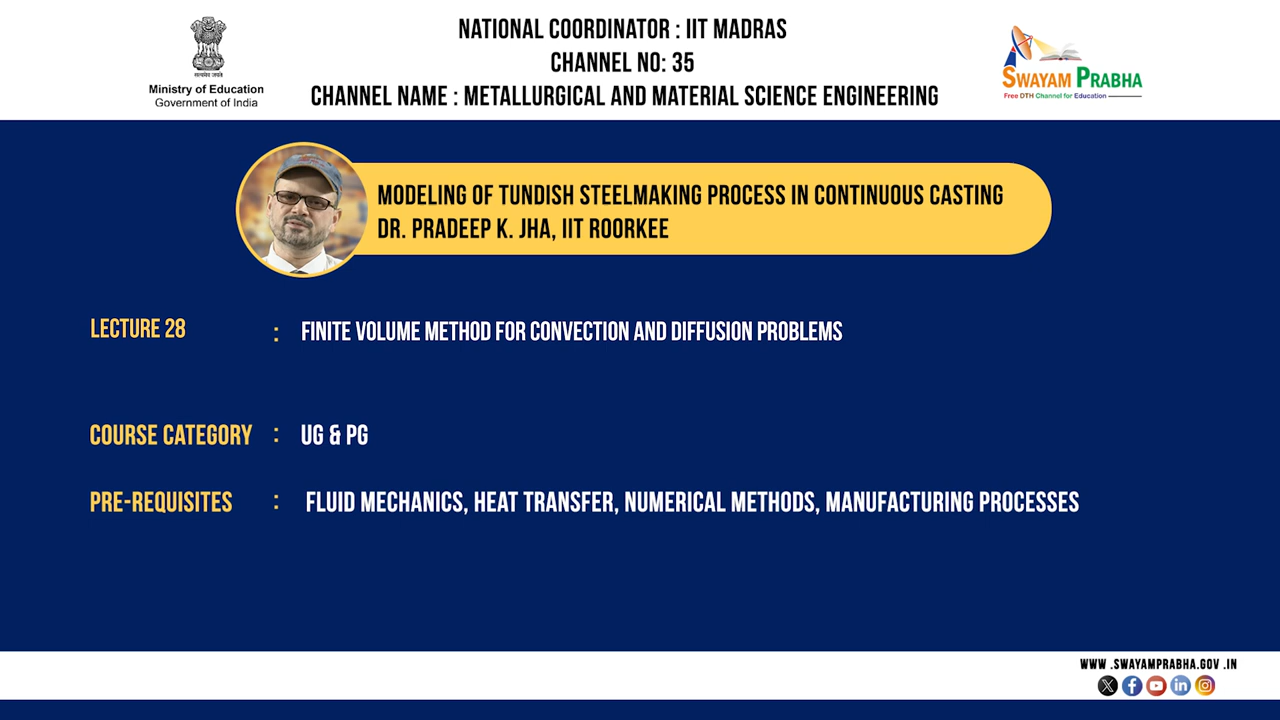 NATIONAL COORDINATOR : IIT MADRAS
CHANNEL NO: 35
CHANNEL NAME : METALLURGICAL AND MATERIAL SCIENCE ENGINEERING
सत्यमेव जयते
Ministry of Education
Government of India
SWAYAM PRABHA
Free DTH Channel for Education
MODELING OF TUNDISH STEELMAKING PROCESS IN CONTINUOUS CASTING
DR. PRADEEP K. JHA, IIT ROORKEE
LECTURE 28 : FINITE VOLUME METHOD FOR CONVECTION AND DIFFUSION PROBLEMS
COURSE CATEGORY : UG & PG
PRE-REQUISITES : FLUID MECHANICS, HEAT TRANSFER, NUMERICAL METHODS, MANUFACTURING PROCESSES
WWW .SWAYAMPRABHA.GOV .IN